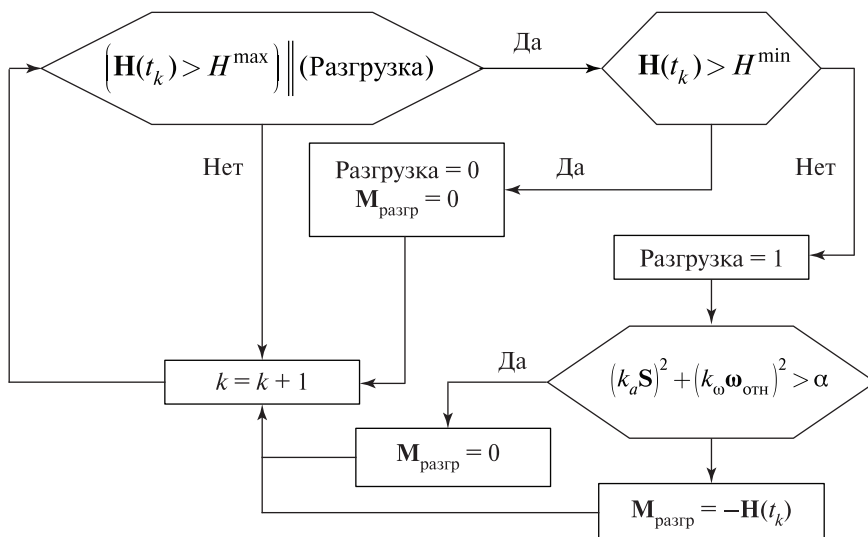 (H(t_k) > H^max) || (Разгрузка)
Да
H(t_k) > H^min
Нет
Да
Нет
Разгрузка = 0
M_разгр = 0
Разгрузка = 1
k = k + 1
Да
(k_a S)^2 + (k_ω ω_отн)^2 > α
M_разгр = 0
M_разгр = −H(t_k)